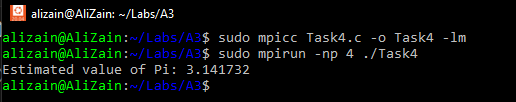 alizain@AliZain: ~/Labs/A3
alizain@AliZain:~/Labs/A3$ sudo mpicc Task4.c -o Task4 -lm
alizain@AliZain:~/Labs/A3$ sudo mpirun -np 4 ./Task4
Estimated value of Pi: 3.141732
alizain@AliZain:~/Labs/A3$